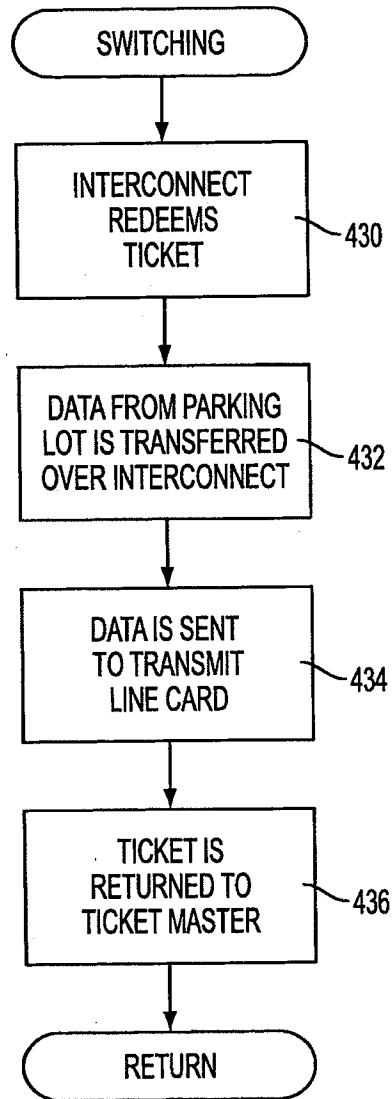 SWITCHING
INTERCONNECT
REDEEMS
TICKET
430
DATA FROM PARKING
LOT IS TRANSFERRED
OVER INTERCONNECT
432
DATA IS SENT
TO TRANSMIT
LINE CARD
434
TICKET IS
RETURNED TO
TICKET MASTER
436
RETURN